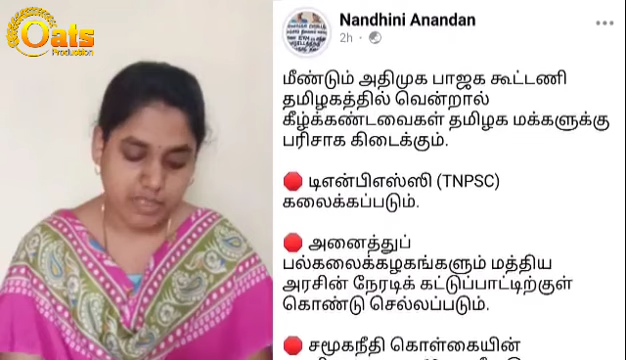 Oats
Production
Nandhini Anandan
2h
மீண்டும் அதிமுக பாஜக கூட்டணி
தமிழகத்தில் வென்றால்
கீழ்க்கண்டவைகள் தமிழக மக்களுக்கு
பரிசாக கிடைக்கும்.
டிஎன்பிஎஸ்ஸி (TNPSC)
கலைக்கப்படும்.
அனைத்துப்
பல்கலைக்கழகங்களும் மத்திய
அரசின் நேரடிக் கட்டுப்பாட்டிற்குள்
கொண்டு செல்லப்படும்.
சமூகநீதி கொள்கையின்